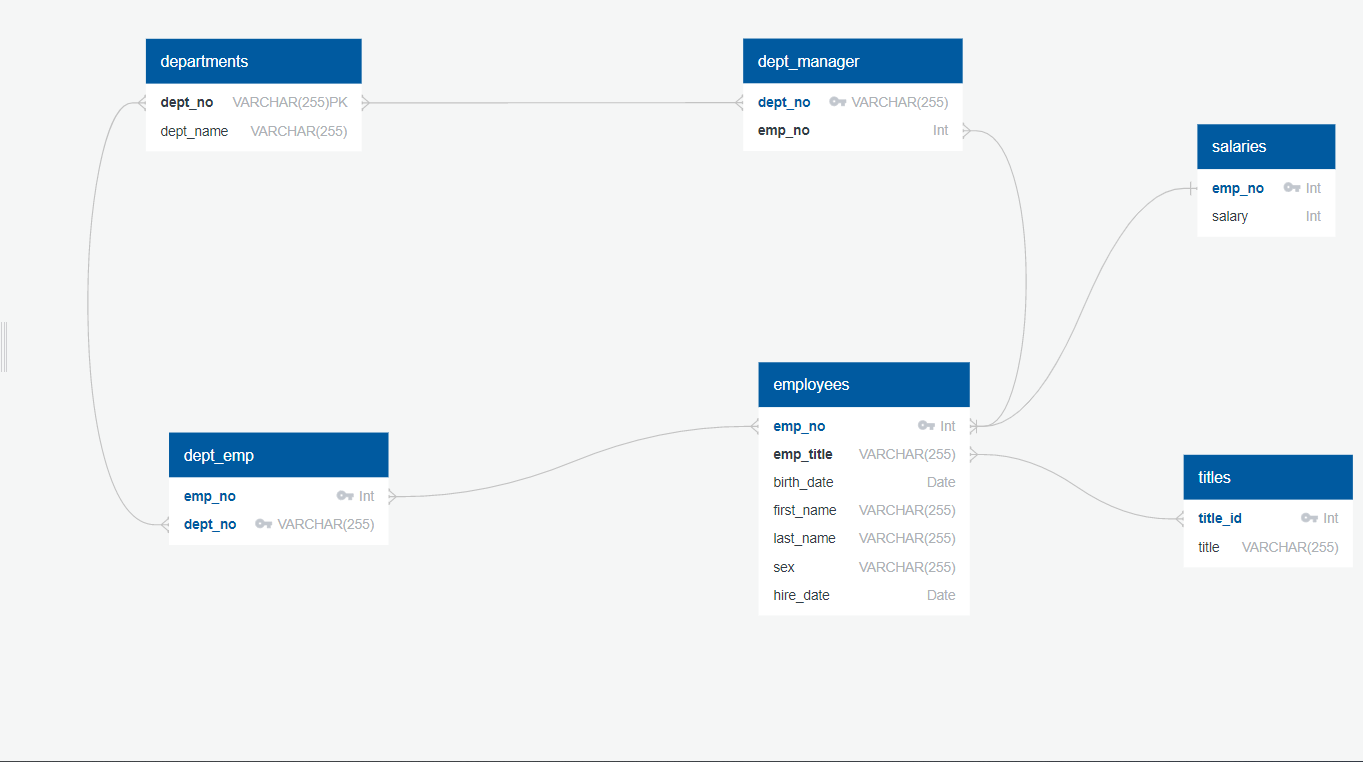 departments
dept_no VARCHAR(255)PK
dept_name VARCHAR(255)
dept_manager
dept_no VARCHAR(255)
emp_no Int
salaries
emp_no Int
salary Int
employees
emp_no Int
emp_title VARCHAR(255)
birth_date Date
first_name VARCHAR(255)
last_name VARCHAR(255)
sex VARCHAR(255)
hire_date Date
dept_emp
emp_no Int
dept_no VARCHAR(255)
titles
title_id Int
title VARCHAR(255)